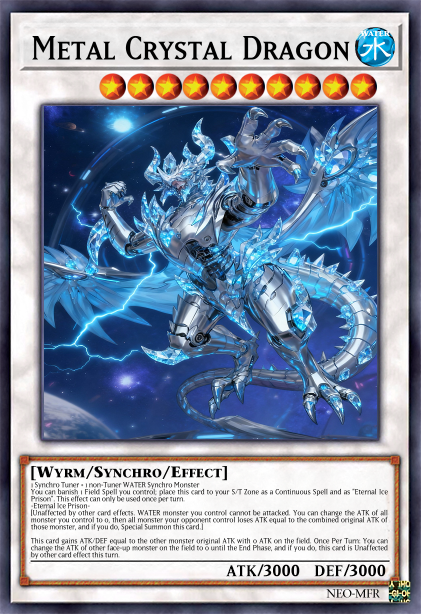 METAL CRYSTAL DRAGON
WATER
水
[WYRM/SYNCHRO/EFFECT]
1 Synchro Tuner + 1 non-Tuner WATER Synchro Monster
You can banish 1 Field Spell you control; place this card to your S/T Zone as a Continuous Spell and as "Eternal Ice
Prison". This effect can only be used once per turn.
-Eternal Ice Prison-
[Unaffected by other card effects. WATER monster you control cannot be attacked. You can change the ATK of all
monster you control to 0, then all monster your opponent control loses ATK equal to the combined original ATK of
those monster, and if you do, Special Summon this card.]
This card gains ATK/DEF equal to the other monster original ATK with 0 ATK on the field. Once Per Turn: You can
change the ATK of other face-up monster on the field to 0 until the End Phase, and if you do, this card is Unaffected
by other card effect this turn.
ATK/3000 DEF/3000
NEO-MFR